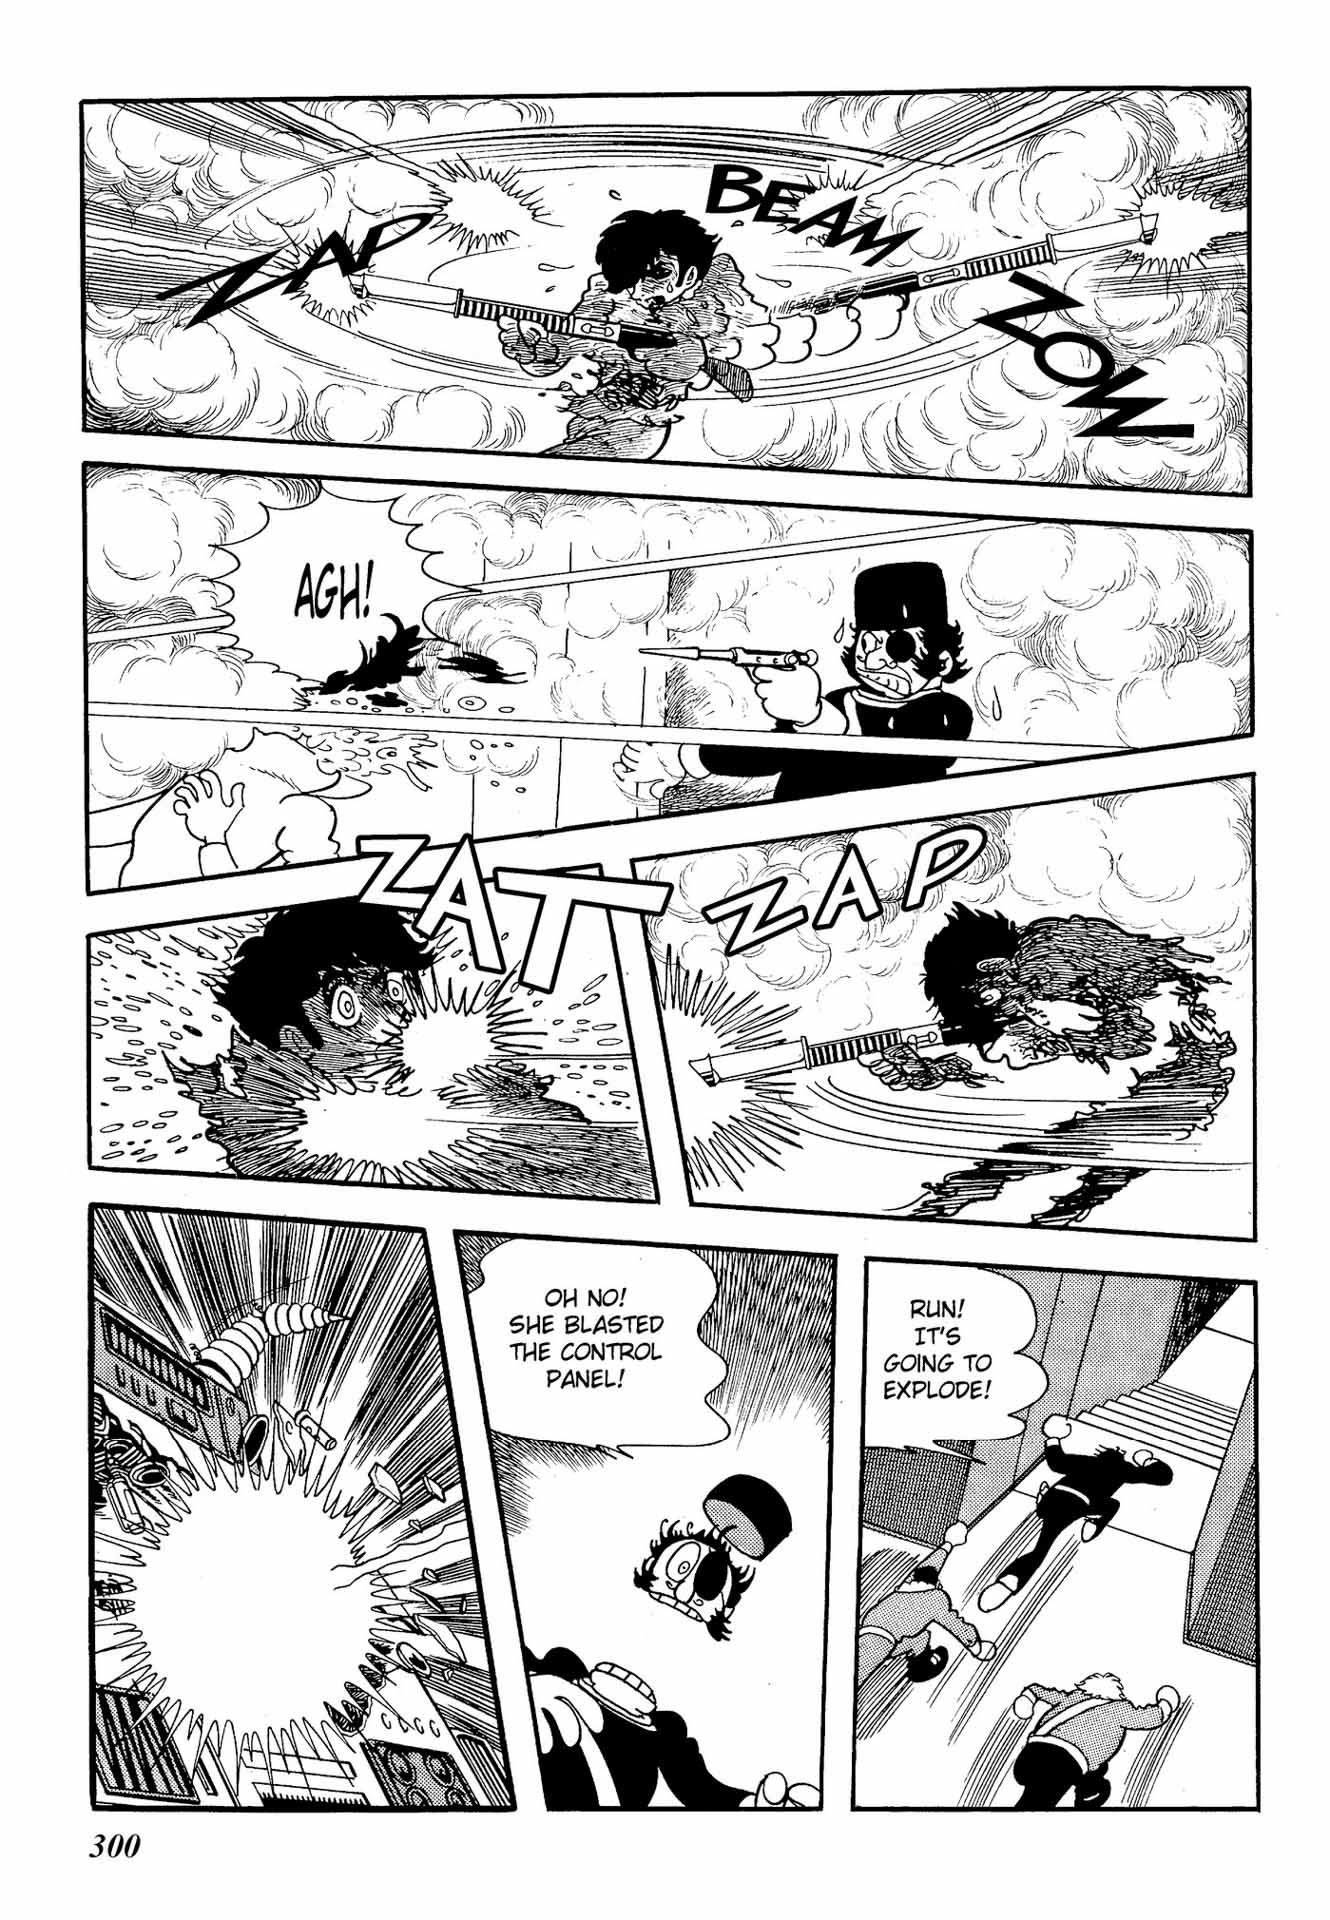 ZAP
BEAM
ZOW
AGH!
ZAT
ZAP
OH NO!
SHE BLASTED
THE CONTROL
PANEL!
RUN!
IT'S
GOING TO
EXPLODE!
300